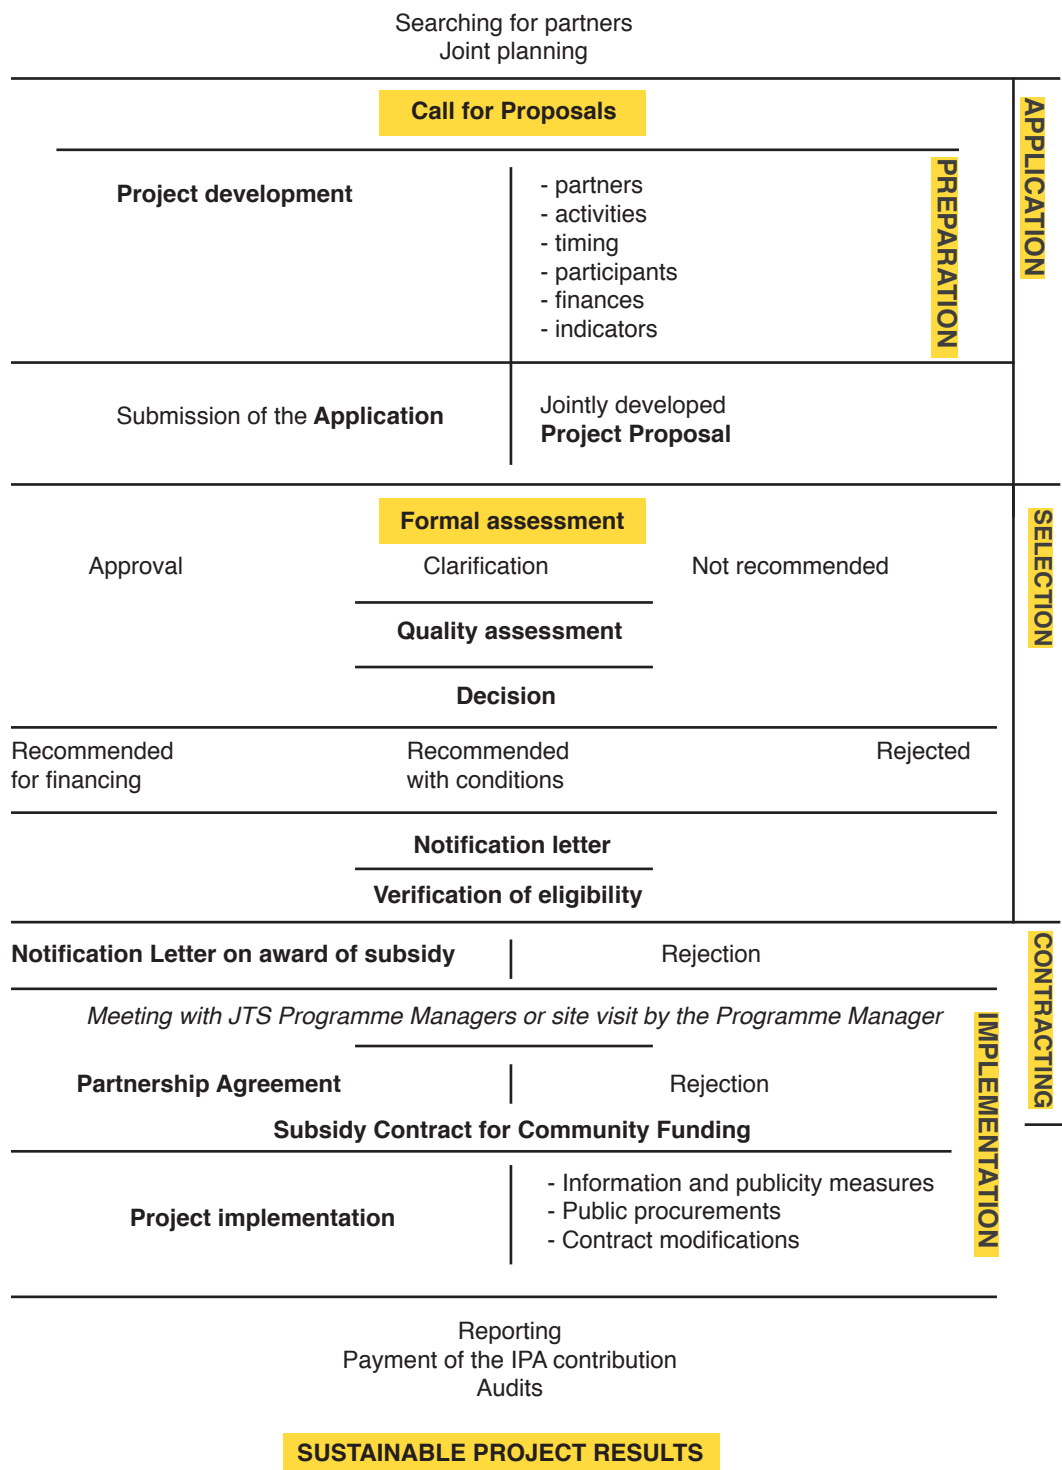 Searching for partners
Joint planning
Call for Proposals
APPLICATION
PREPARATION
Project development
- partners
- activities
- timing
- participants
- finances
- indicators
Submission of the Application
Jointly developed
Project Proposal
SELECTION
Formal assessment
Approval
Clarification
Not recommended
Quality assessment
Decision
Recommended
for financing
Recommended
with conditions
Rejected
Notification letter
Verification of eligibility
CONTRACTING
Notification Letter on award of subsidy
Rejection
Meeting with JTS Programme Managers or site visit by the Programme Manager
IMPLEMENTATION
Partnership Agreement
Rejection
Subsidy Contract for Community Funding
Project implementation
- Information and publicity measures
- Public procurements
- Contract modifications
Reporting
Payment of the IPA contribution
Audits
SUSTAINABLE PROJECT RESULTS